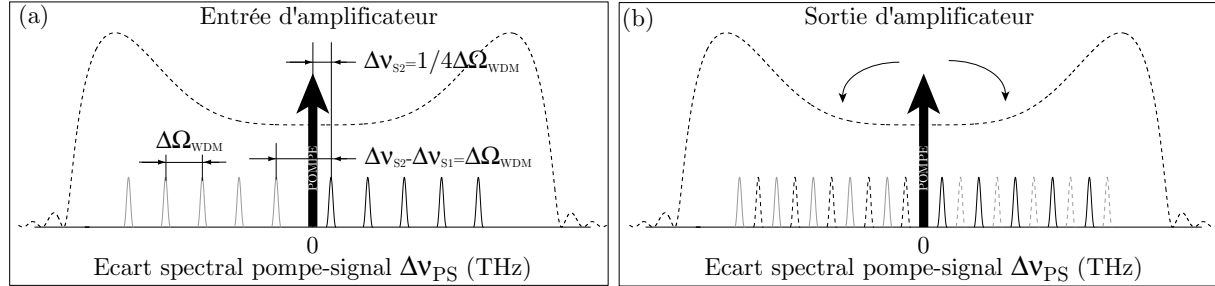 (a)
Entrée d'amplificateur
Δν_S2=1/4ΔΩ_WDM
ΔΩ_WDM
Δν_S2-Δν_S1=ΔΩ_WDM
POMPE
0
Ecart spectral pompe-signal Δν_PS (THz)
(b)
Sortie d'amplificateur
POMPE
0
Ecart spectral pompe-signal Δν_PS (THz)